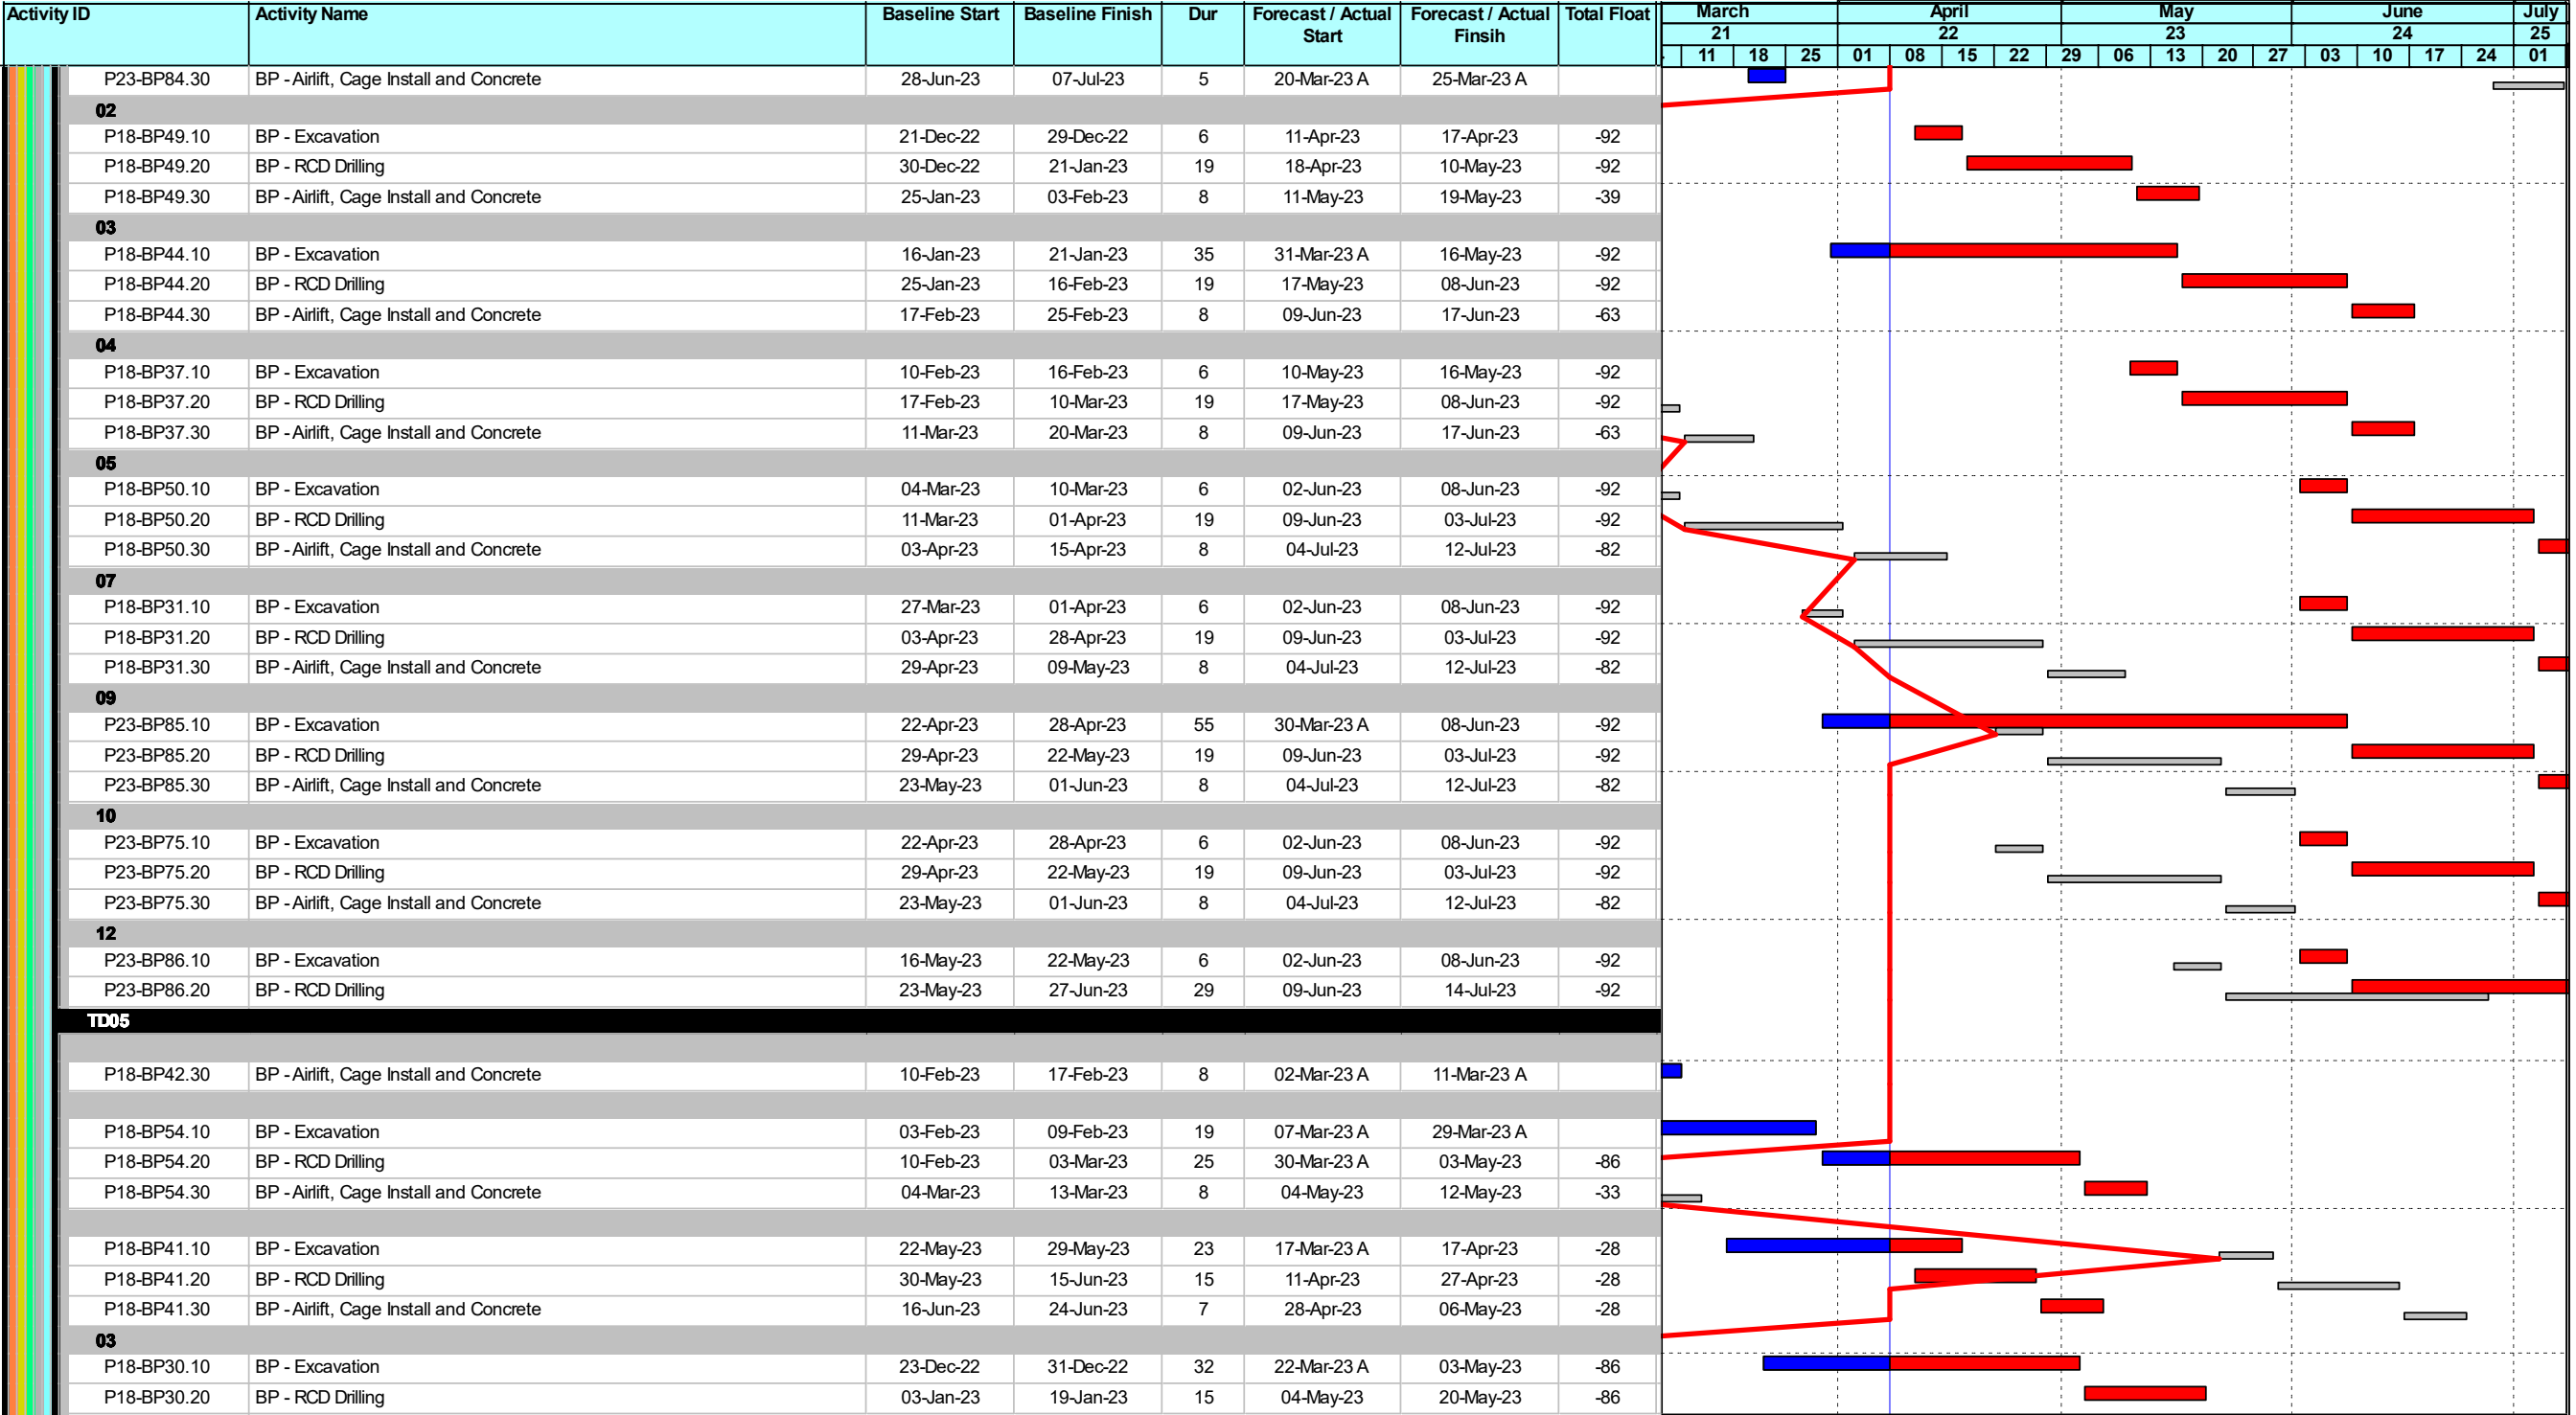 Activity ID Activity Name Baseline Start Baseline Finish Dur Forecast / Actual Start Forecast / Actual Finsih Total Float March April May June July
21 22 23 24 25
11 18 25 01 08 15 22 29 06 13 20 27 03 10 17 24 01
P23-BP84.30 BP - Airlift, Cage Install and Concrete 28-Jun-23 07-Jul-23 5 20-Mar-23 A 25-Mar-23 A
02
P18-BP49.10 BP - Excavation 21-Dec-22 29-Dec-22 6 11-Apr-23 17-Apr-23 -92
P18-BP49.20 BP - RCD Drilling 30-Dec-22 21-Jan-23 19 18-Apr-23 10-May-23 -92
P18-BP49.30 BP - Airlift, Cage Install and Concrete 25-Jan-23 03-Feb-23 8 11-May-23 19-May-23 -39
03
P18-BP44.10 BP - Excavation 16-Jan-23 21-Jan-23 35 31-Mar-23 A 16-May-23 -92
P18-BP44.20 BP - RCD Drilling 25-Jan-23 16-Feb-23 19 17-May-23 08-Jun-23 -92
P18-BP44.30 BP - Airlift, Cage Install and Concrete 17-Feb-23 25-Feb-23 8 09-Jun-23 17-Jun-23 -63
04
P18-BP37.10 BP - Excavation 10-Feb-23 16-Feb-23 6 10-May-23 16-May-23 -92
P18-BP37.20 BP - RCD Drilling 17-Feb-23 10-Mar-23 19 17-May-23 08-Jun-23 -92
P18-BP37.30 BP - Airlift, Cage Install and Concrete 11-Mar-23 20-Mar-23 8 09-Jun-23 17-Jun-23 -63
05
P18-BP50.10 BP - Excavation 04-Mar-23 10-Mar-23 6 02-Jun-23 08-Jun-23 -92
P18-BP50.20 BP - RCD Drilling 11-Mar-23 01-Apr-23 19 09-Jun-23 03-Jul-23 -92
P18-BP50.30 BP - Airlift, Cage Install and Concrete 03-Apr-23 15-Apr-23 8 04-Jul-23 12-Jul-23 -82
07
P18-BP31.10 BP - Excavation 27-Mar-23 01-Apr-23 6 02-Jun-23 08-Jun-23 -92
P18-BP31.20 BP - RCD Drilling 03-Apr-23 28-Apr-23 19 09-Jun-23 03-Jul-23 -92
P18-BP31.30 BP - Airlift, Cage Install and Concrete 29-Apr-23 09-May-23 8 04-Jul-23 12-Jul-23 -82
09
P23-BP85.10 BP - Excavation 22-Apr-23 28-Apr-23 55 30-Mar-23 A 08-Jun-23 -92
P23-BP85.20 BP - RCD Drilling 29-Apr-23 22-May-23 19 09-Jun-23 03-Jul-23 -92
P23-BP85.30 BP - Airlift, Cage Install and Concrete 23-May-23 01-Jun-23 8 04-Jul-23 12-Jul-23 -82
10
P23-BP75.10 BP - Excavation 22-Apr-23 28-Apr-23 6 02-Jun-23 08-Jun-23 -92
P23-BP75.20 BP - RCD Drilling 29-Apr-23 22-May-23 19 09-Jun-23 03-Jul-23 -92
P23-BP75.30 BP - Airlift, Cage Install and Concrete 23-May-23 01-Jun-23 8 04-Jul-23 12-Jul-23 -82
12
P23-BP86.10 BP - Excavation 16-May-23 22-May-23 6 02-Jun-23 08-Jun-23 -92
P23-BP86.20 BP - RCD Drilling 23-May-23 27-Jun-23 29 09-Jun-23 14-Jul-23 -92
TD05
P18-BP42.30 BP - Airlift, Cage Install and Concrete 10-Feb-23 17-Feb-23 8 02-Mar-23 A 11-Mar-23 A
P18-BP54.10 BP - Excavation 03-Feb-23 09-Feb-23 19 07-Mar-23 A 29-Mar-23 A
P18-BP54.20 BP - RCD Drilling 10-Feb-23 03-Mar-23 25 30-Mar-23 A 03-May-23 -86
P18-BP54.30 BP - Airlift, Cage Install and Concrete 04-Mar-23 13-Mar-23 8 04-May-23 12-May-23 -33
P18-BP41.10 BP - Excavation 22-May-23 29-May-23 23 17-Mar-23 A 17-Apr-23 -28
P18-BP41.20 BP - RCD Drilling 30-May-23 15-Jun-23 15 11-Apr-23 27-Apr-23 -28
P18-BP41.30 BP - Airlift, Cage Install and Concrete 16-Jun-23 24-Jun-23 7 28-Apr-23 06-May-23 -28
03
P18-BP30.10 BP - Excavation 23-Dec-22 31-Dec-22 32 22-Mar-23 A 03-May-23 -86
P18-BP30.20 BP - RCD Drilling 03-Jan-23 19-Jan-23 15 04-May-23 20-May-23 -86